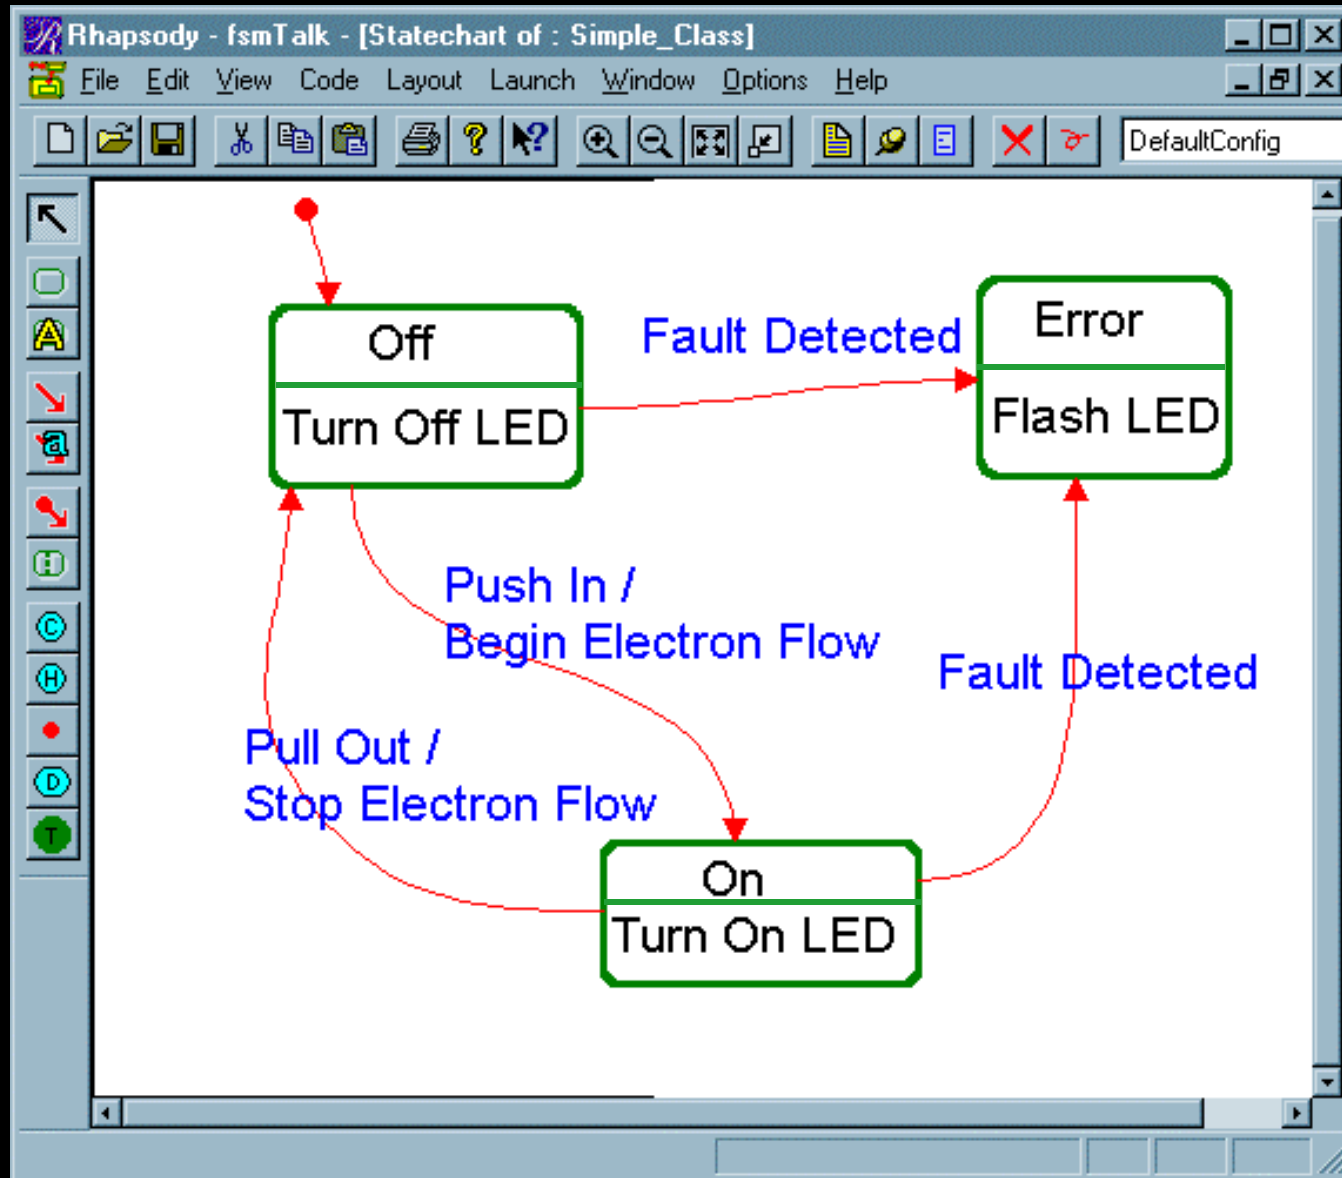 Rhapsody - fsmTalk - [Statechart of : Simple_Class]
File Edit View Code Layout Launch Window Options Help
DefaultConfig
Off
Turn Off LED
Fault Detected
Error
Flash LED
Push In /
Begin Electron Flow
Fault Detected
Pull Out /
Stop Electron Flow
On
Turn On LED
A
a
H
C
H
D
T